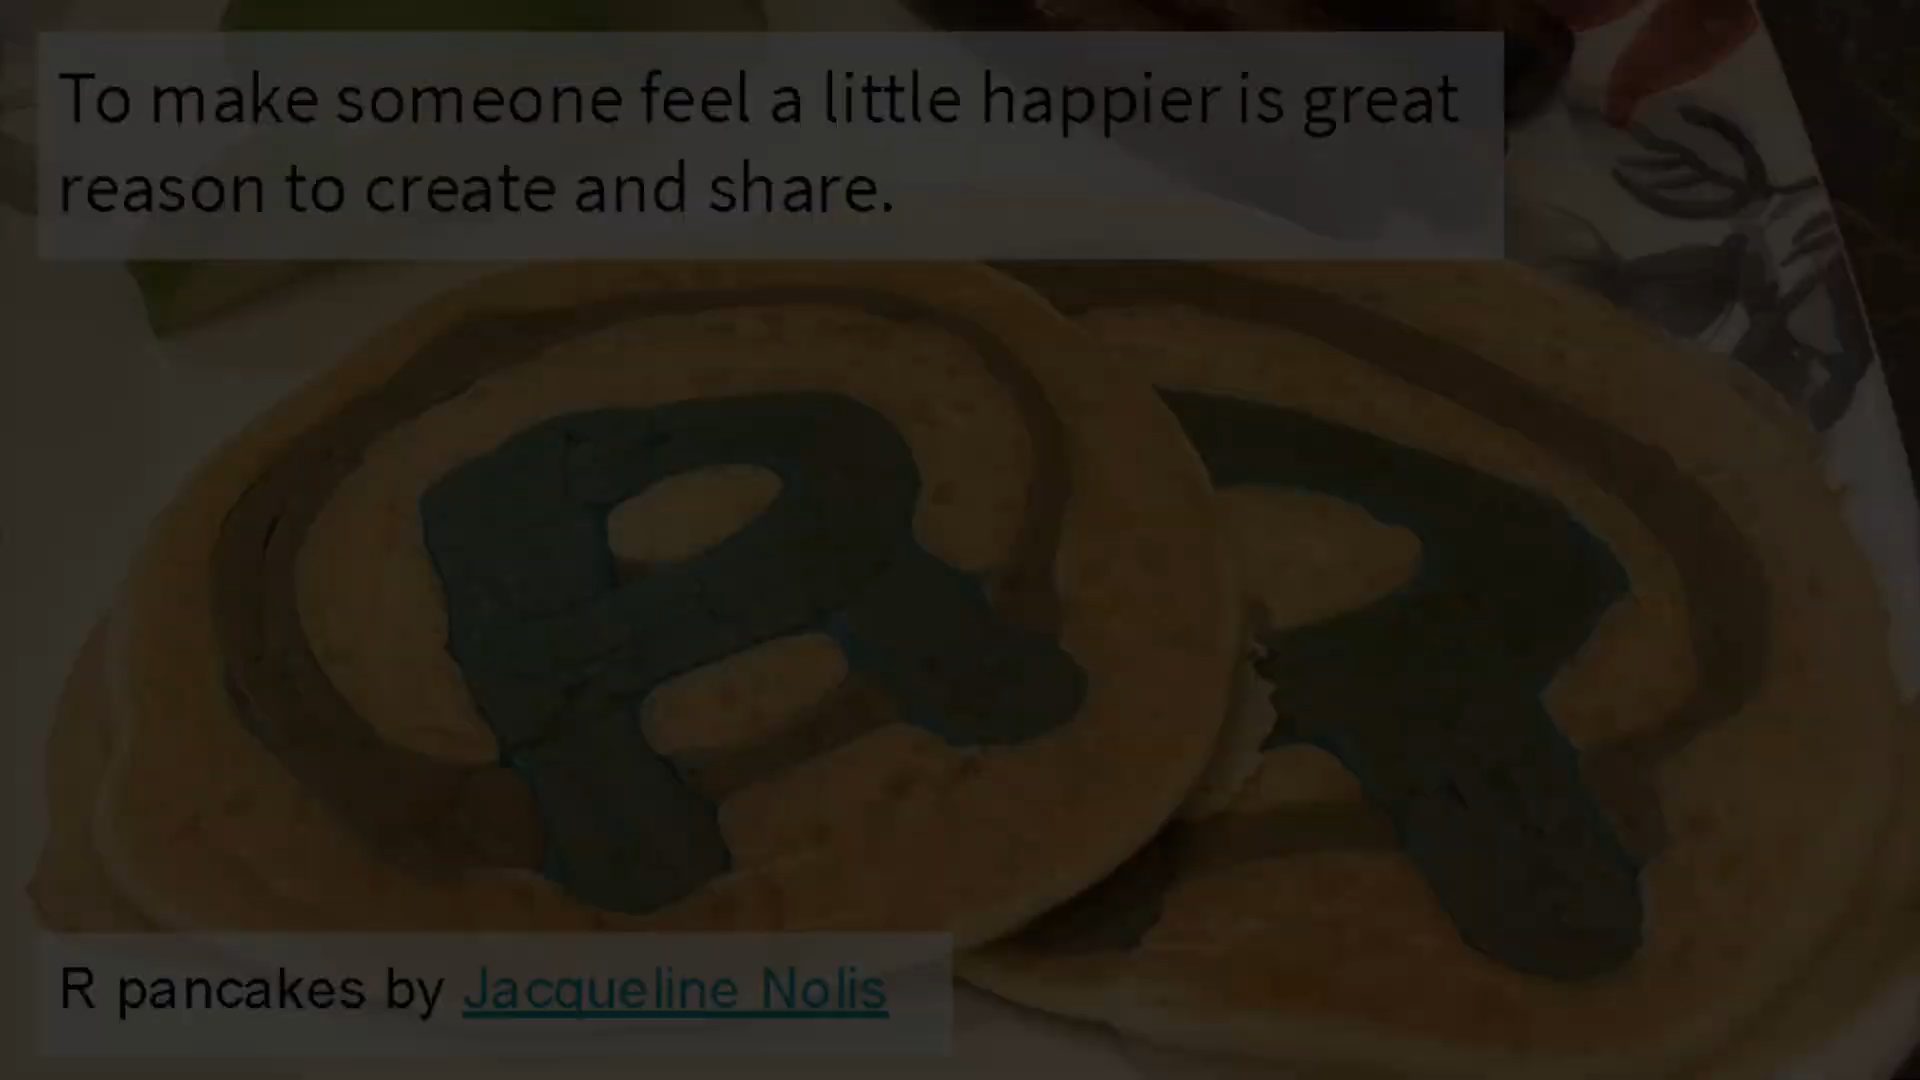 To make someone feel a little happier is great
reason to create and share.
R
R pancakes by Jacqueline Nolis